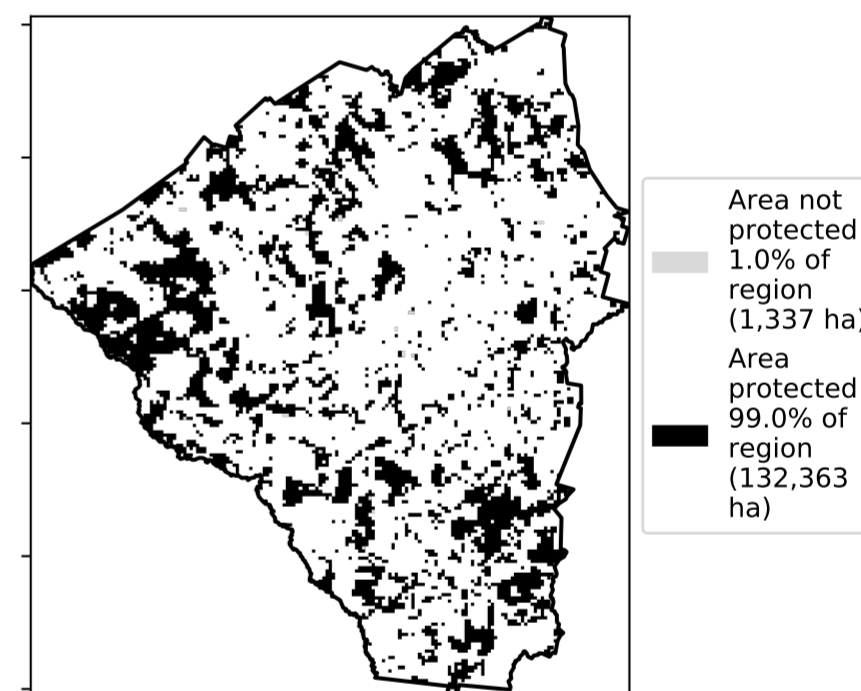 Area not
protected
1.0% of
region
(1,337 ha)
Area
protected
99.0% of
region
(132,363
ha)